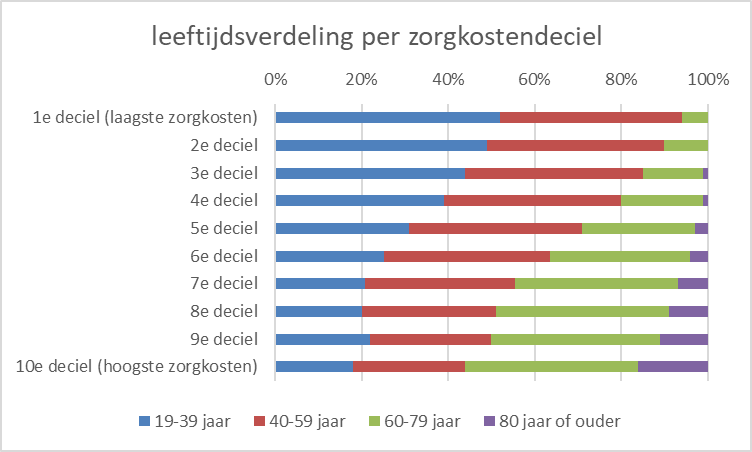 leeftijdsverdeling per zorgkostendeciel
0% 20% 40% 60% 80% 100%
1e deciel (laagste zorgkosten)
2e deciel
3e deciel
4e deciel
5e deciel
6e deciel
7e deciel
8e deciel
9e deciel
10e deciel (hoogste zorgkosten)
19-39 jaar 40-59 jaar 60-79 jaar 80 jaar of ouder